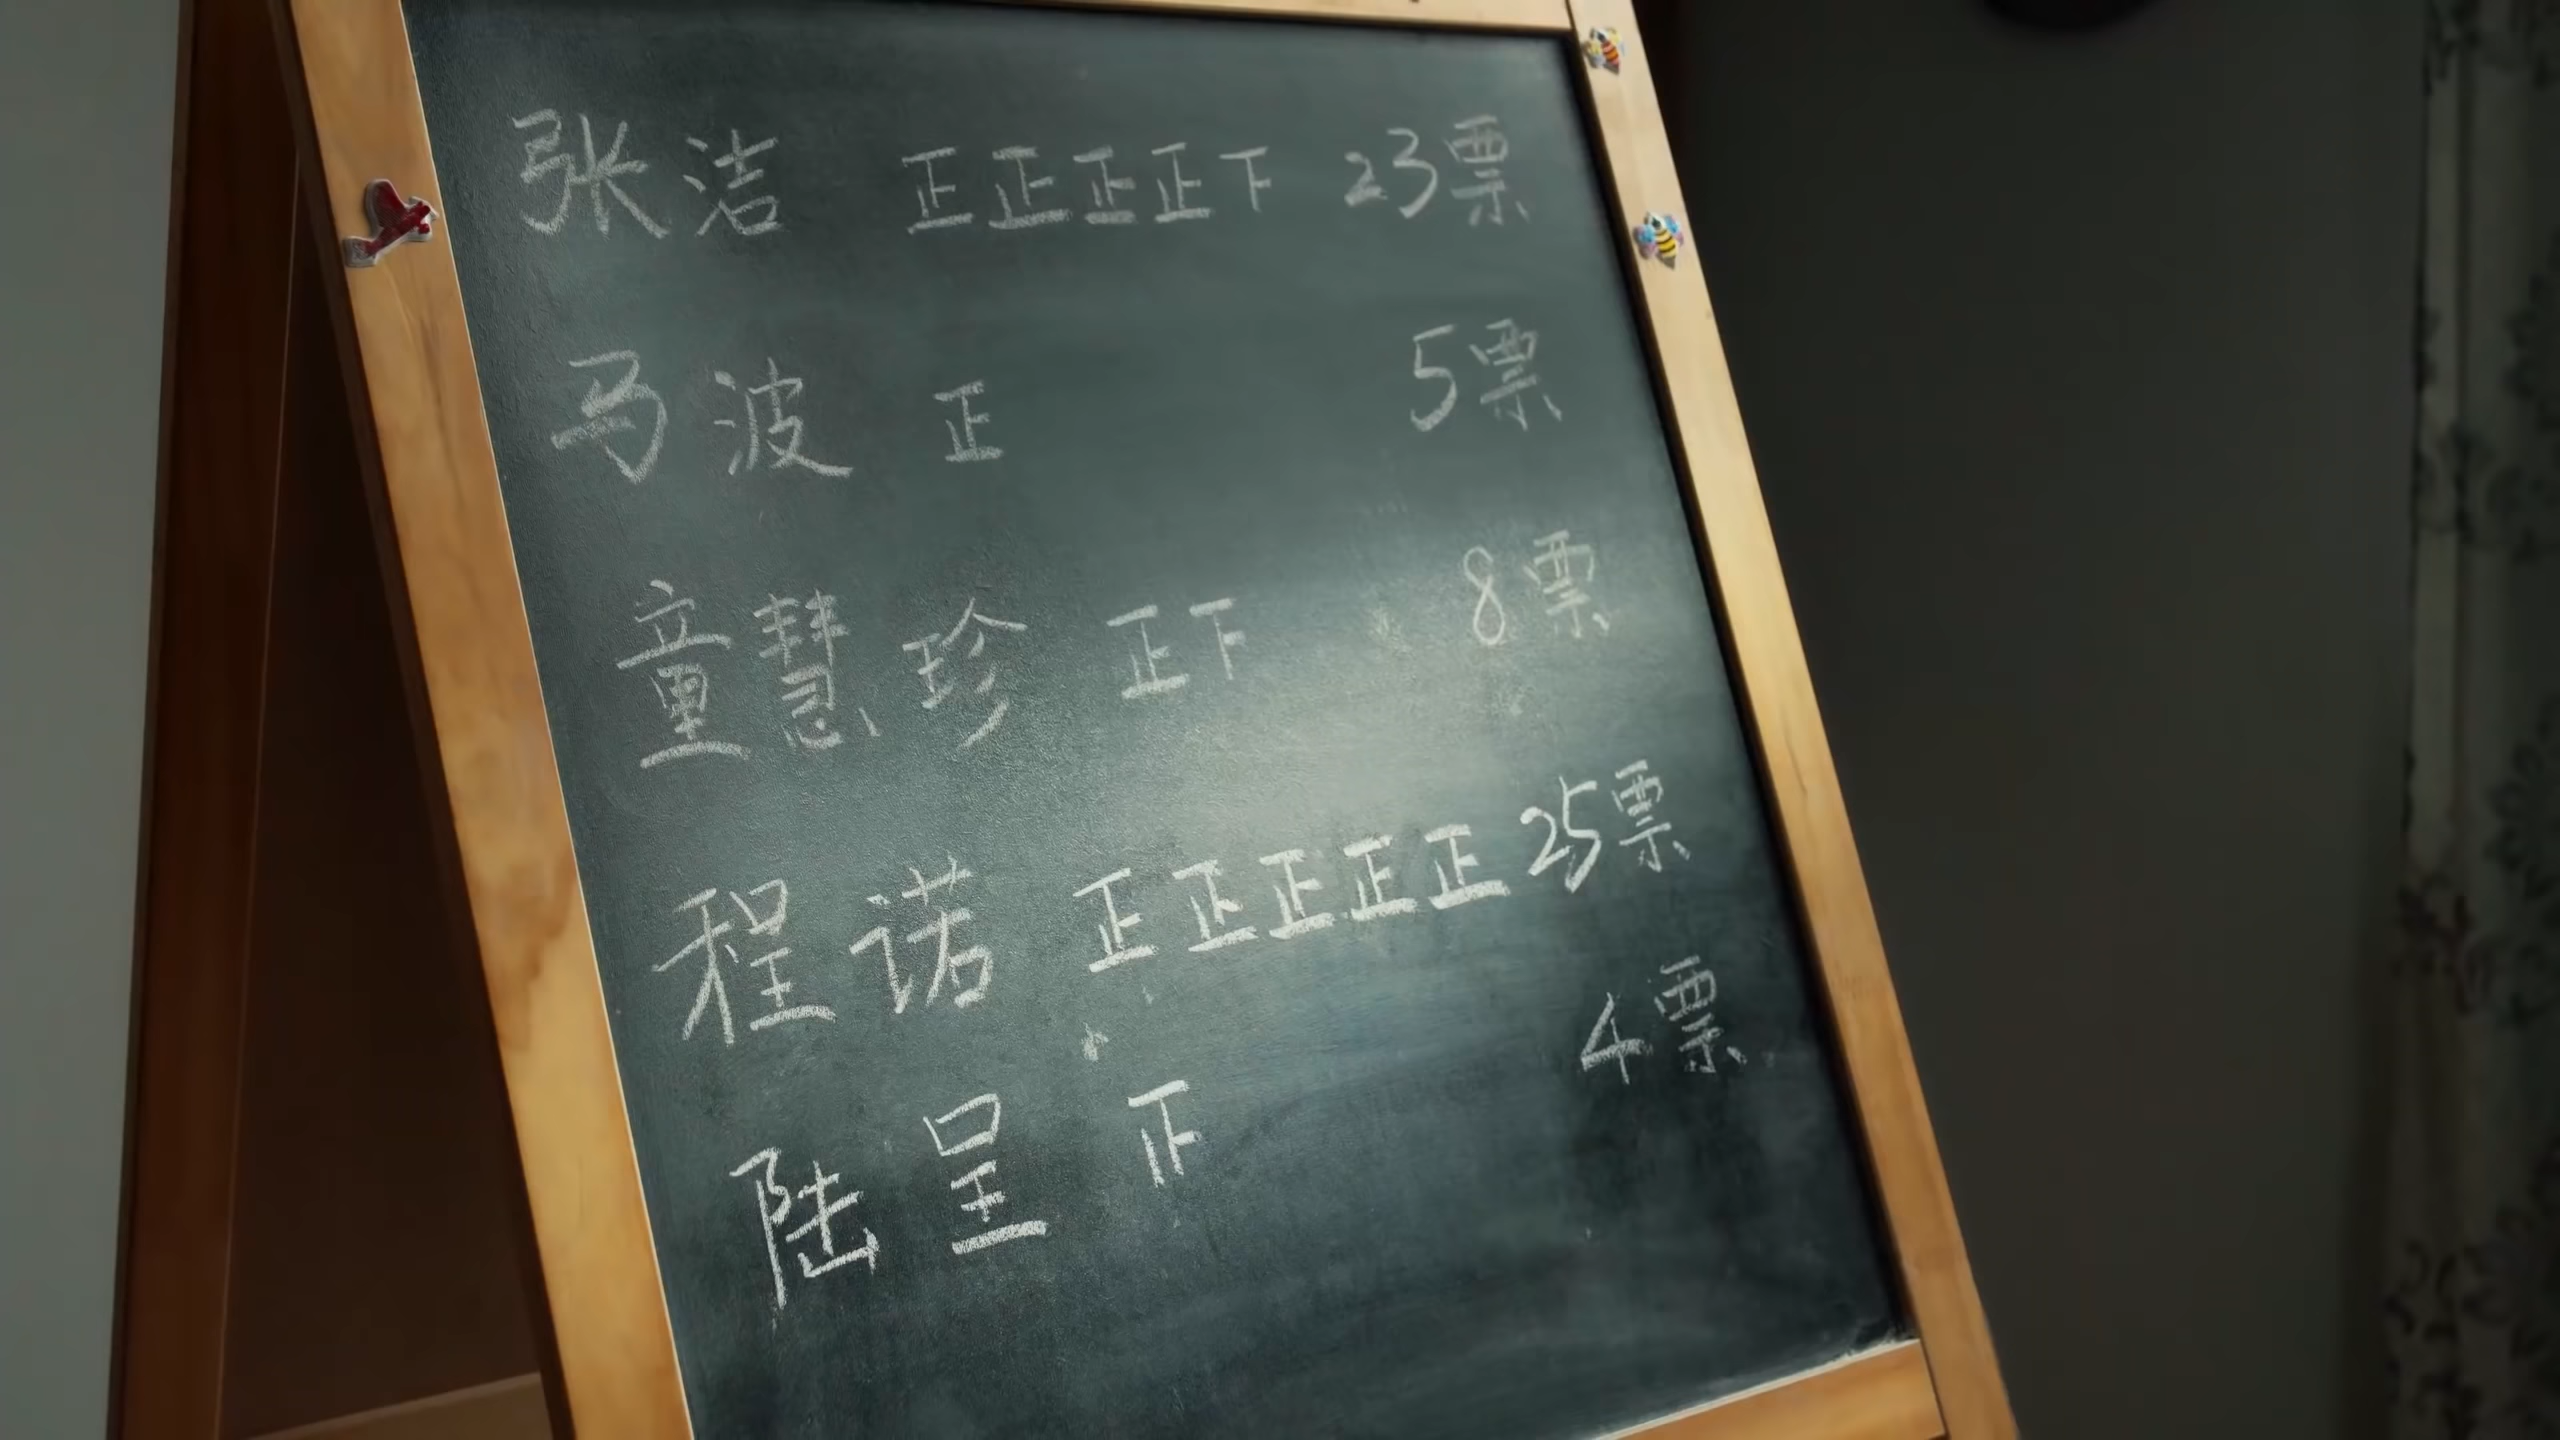 张洁 正正正正下 23票
马波 正 5票
童慧珍 正下 8票
程诺 正正正正正 25票
陆呈 𤴓 4票